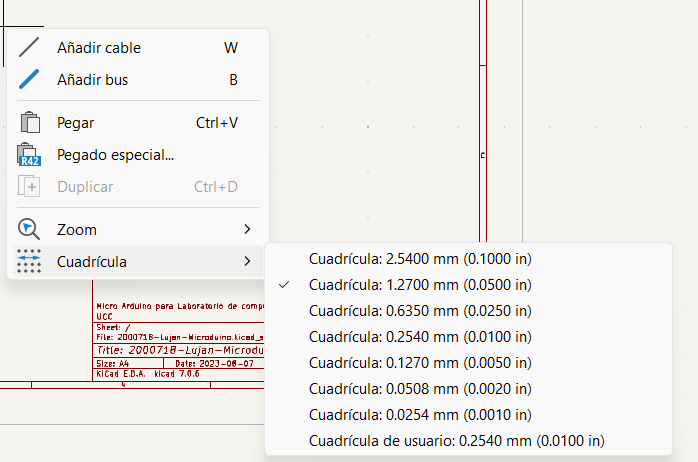 Añadir cable W
Añadir bus B
Pegar Ctrl+V
Pegado especial...
R42
Duplicar Ctrl+D
Zoom
Cuadrícula
Cuadrícula: 2.5400 mm (0.1000 in)
Cuadrícula: 1.2700 mm (0.0500 in)
Cuadrícula: 0.6350 mm (0.0250 in)
Cuadrícula: 0.2540 mm (0.0100 in)
Cuadrícula: 0.1270 mm (0.0050 in)
Cuadrícula: 0.0508 mm (0.0020 in)
Cuadrícula: 0.0254 mm (0.0010 in)
Cuadrícula de usuario: 0.2540 mm (0.0100 in)
C
Micro Arduino para Laboratorio de comp
UCC
Sheet: /
File: 2000718-Lujan-Microduino.kicad_s
Title: 2000718-Lujan-Microdu
Size: A4 Date: 2023-08-07
KiCad E.D.A. kicad 7.0.6
4